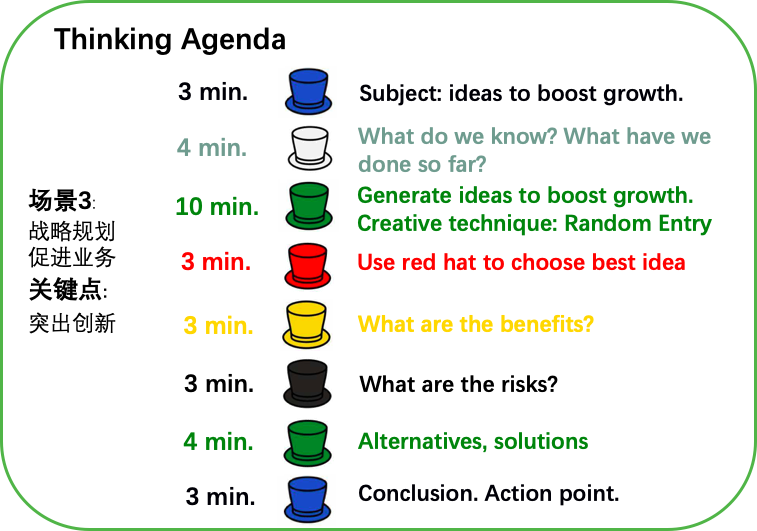 Thinking Agenda
场景3:
战略规划
促进业务
关键点:
突出创新
3 min.
Subject: ideas to boost growth.
4 min.
What do we know? What have we
done so far?
10 min.
Generate ideas to boost growth.
Creative technique: Random Entry
3 min.
Use red hat to choose best idea
3 min.
What are the benefits?
3 min.
What are the risks?
4 min.
Alternatives, solutions
3 min.
Conclusion. Action point.